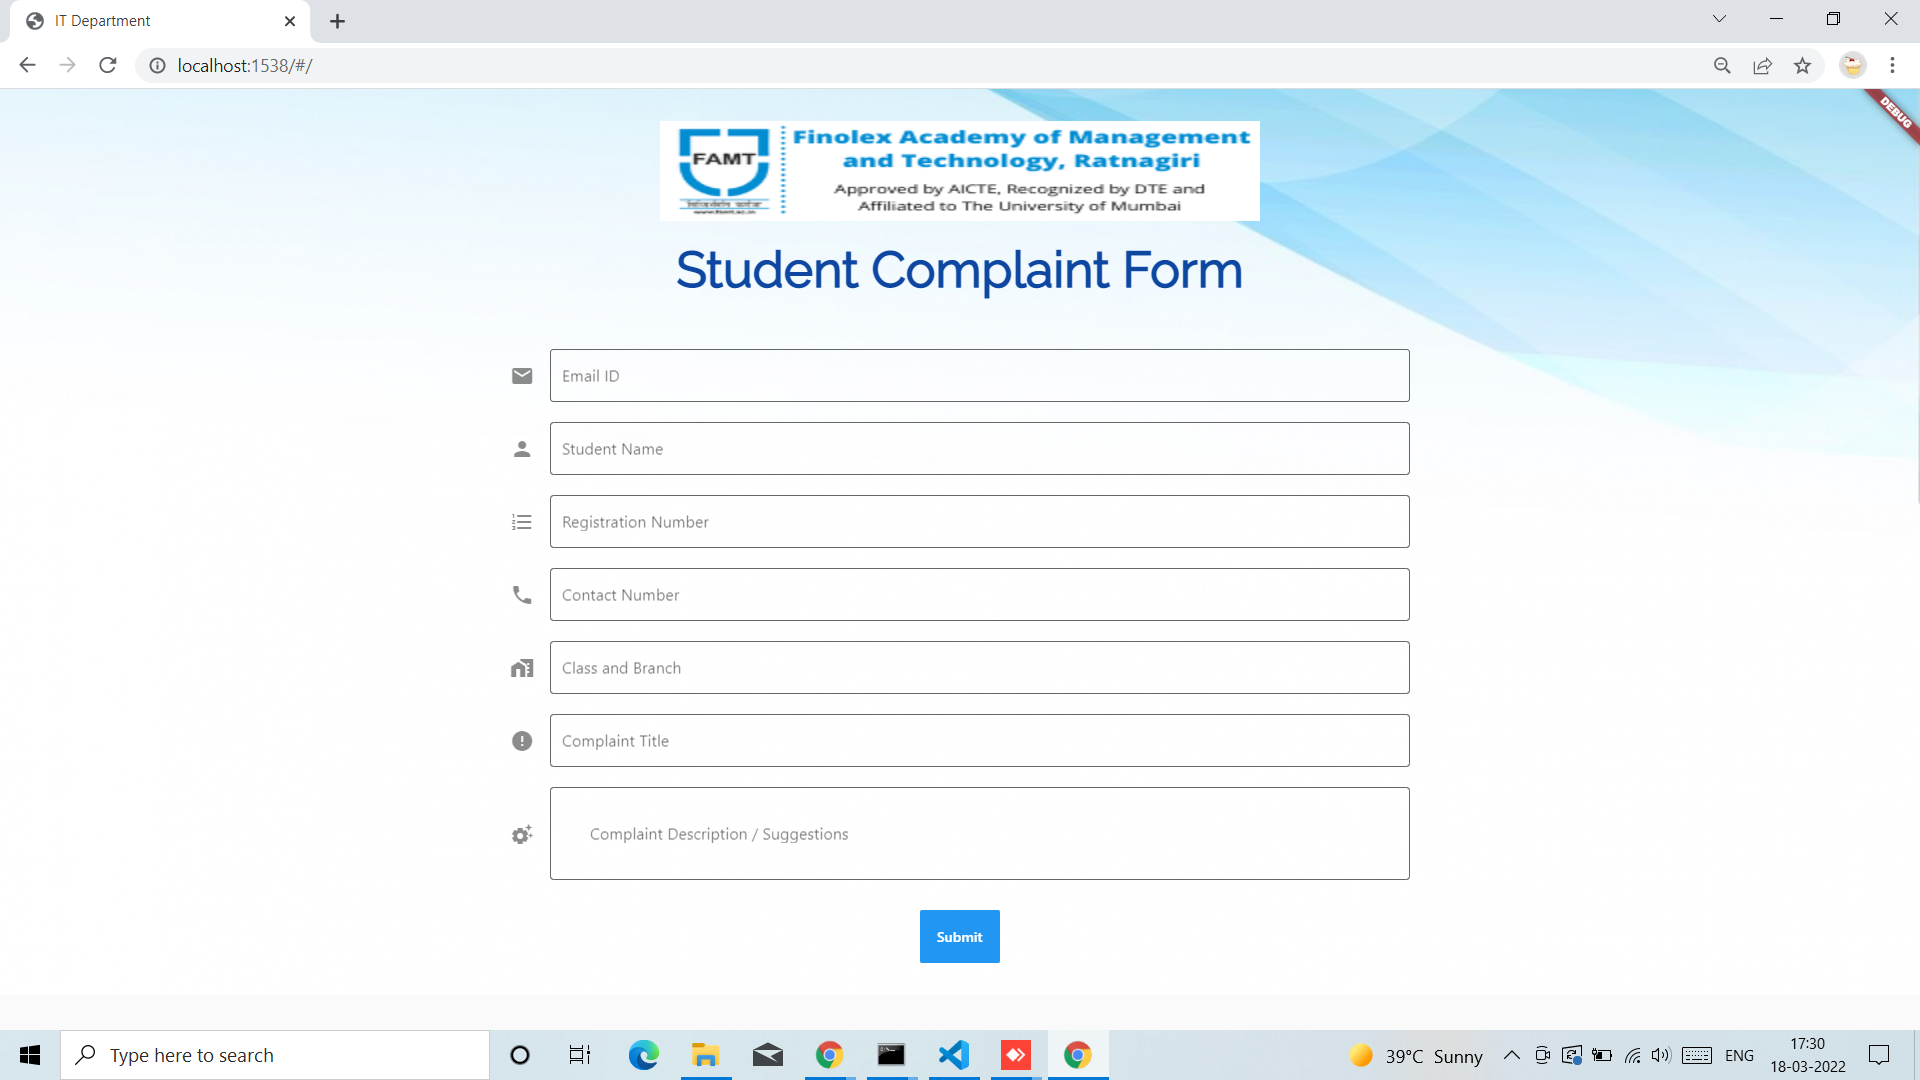 IT Department
localhost:1538/#/
DEBUG
FAMT
Finolex Academy of Management
and Technology, Ratnagiri
Approved by AICTE, Recognized by DTE and
Affiliated to The University of Mumbai
Student Complaint Form
Email ID
Student Name
Registration Number
Contact Number
Class and Branch
Complaint Title
Complaint Description / Suggestions
Submit
Type here to search
39°C Sunny
ENG
17:30
18-03-2022